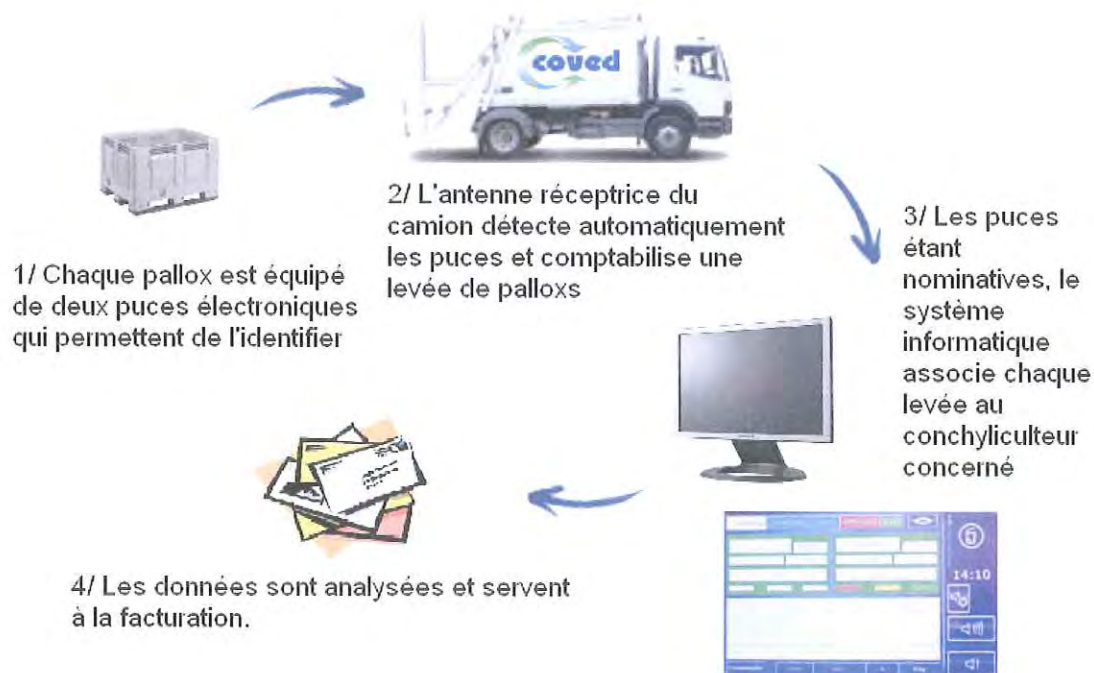 coved
1/ Chaque pallox est équipé
de deux puces électroniques
qui permettent de l'identifier
2/ L'antenne réceptrice du
camion détecte automatiquement
les puces et comptabilise une
levée de palloxs
3/ Les puces
étant
nominatives, le
système
informatique
associe chaque
levée au
conchyliculteur
concerné
4/ Les données sont analysées et servent
à la facturation.
14:10